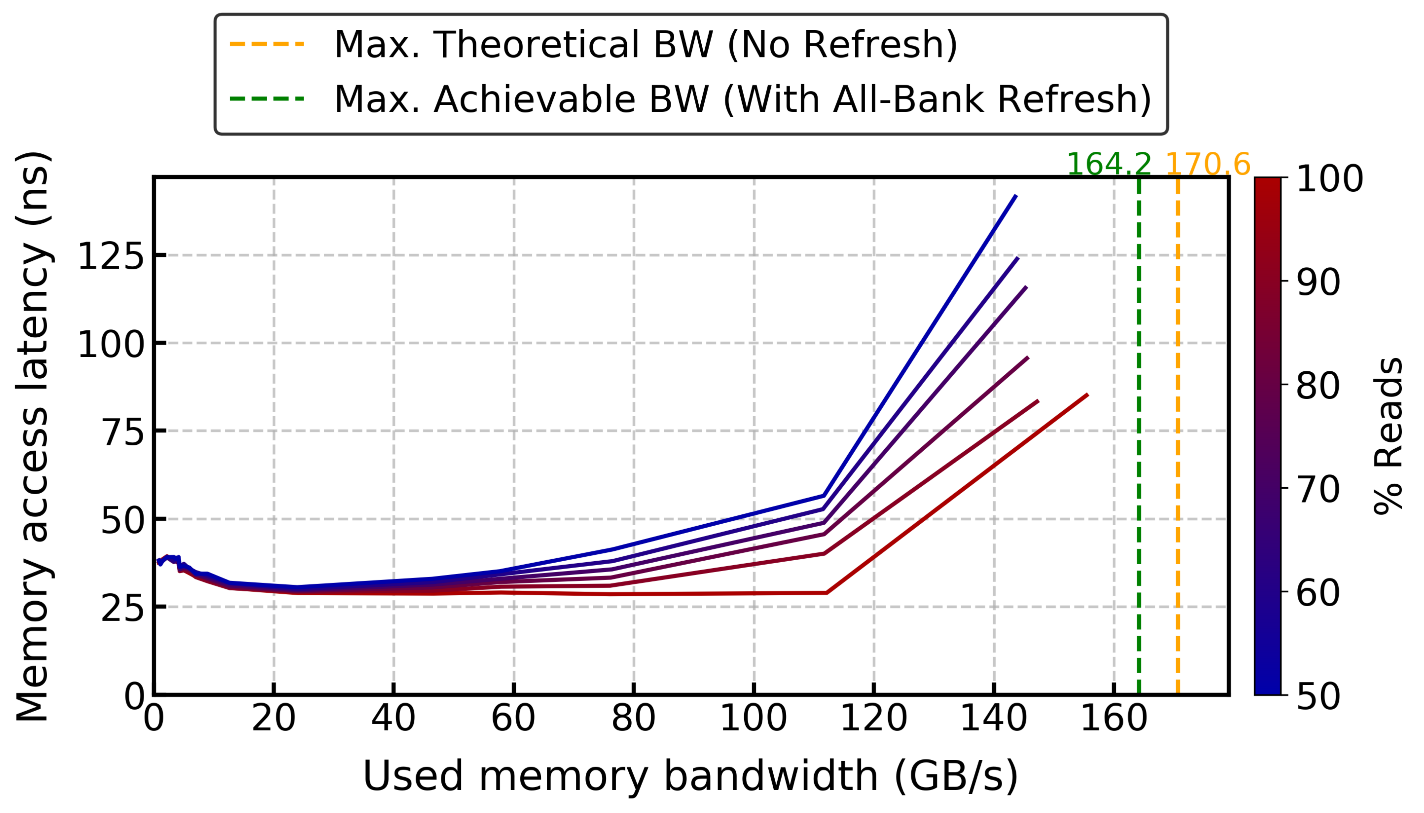 Max. Theoretical BW (No Refresh)
Max. Achievable BW (With All-Bank Refresh)
164.2 170.6
Memory access latency (ns)
125
100
75
50
25
0
0 20 40 60 80 100 120 140 160
Used memory bandwidth (GB/s)
100
90
80
70
60
50
% Reads